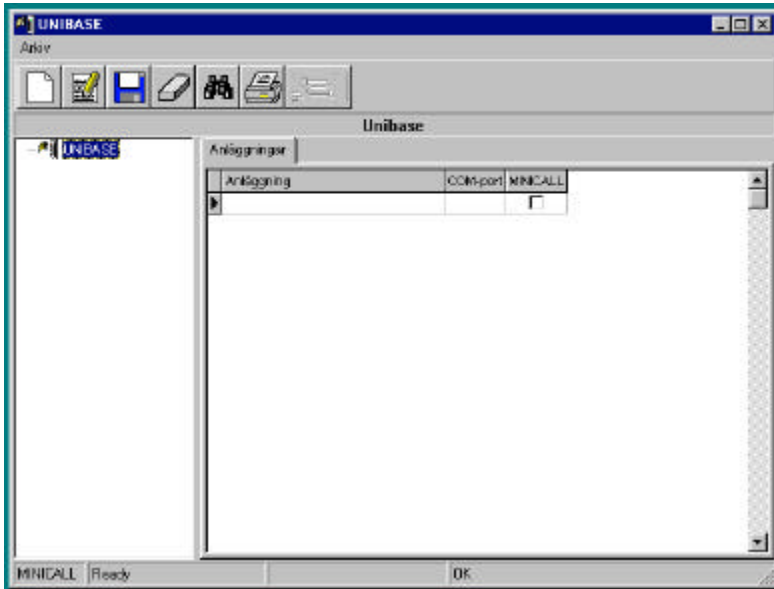 UNIBASE
Arkiv
Unibase
UNIBASE
Anläggningar
Anläggning COM-port MINICALL
MINICALL Ready OK